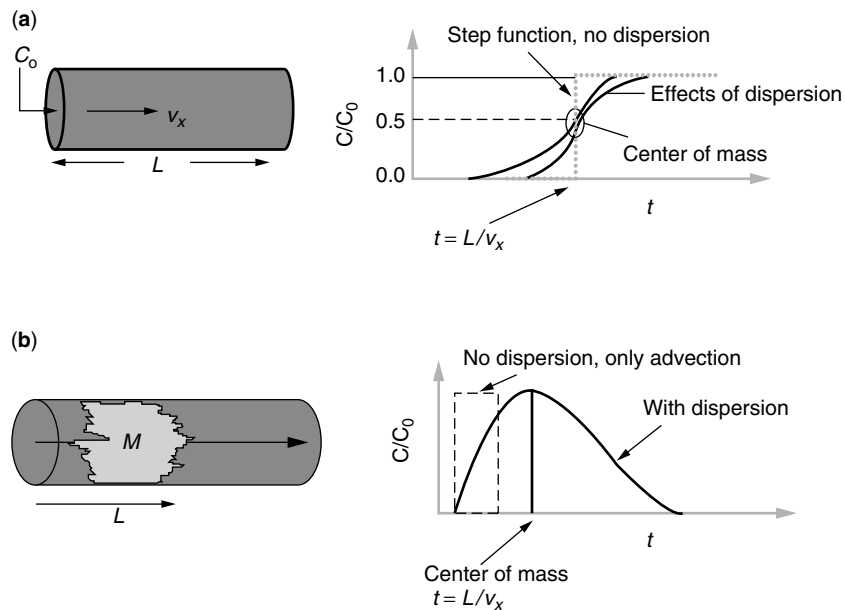 (a)
Co
vx
L
Step function, no dispersion
1.0
Effects of dispersion
0.5
C/C0
Center of mass
0.0
t
t = L/vx
(b)
M
L
No dispersion, only advection
With dispersion
C/C0
t
Center of mass
t = L/vx